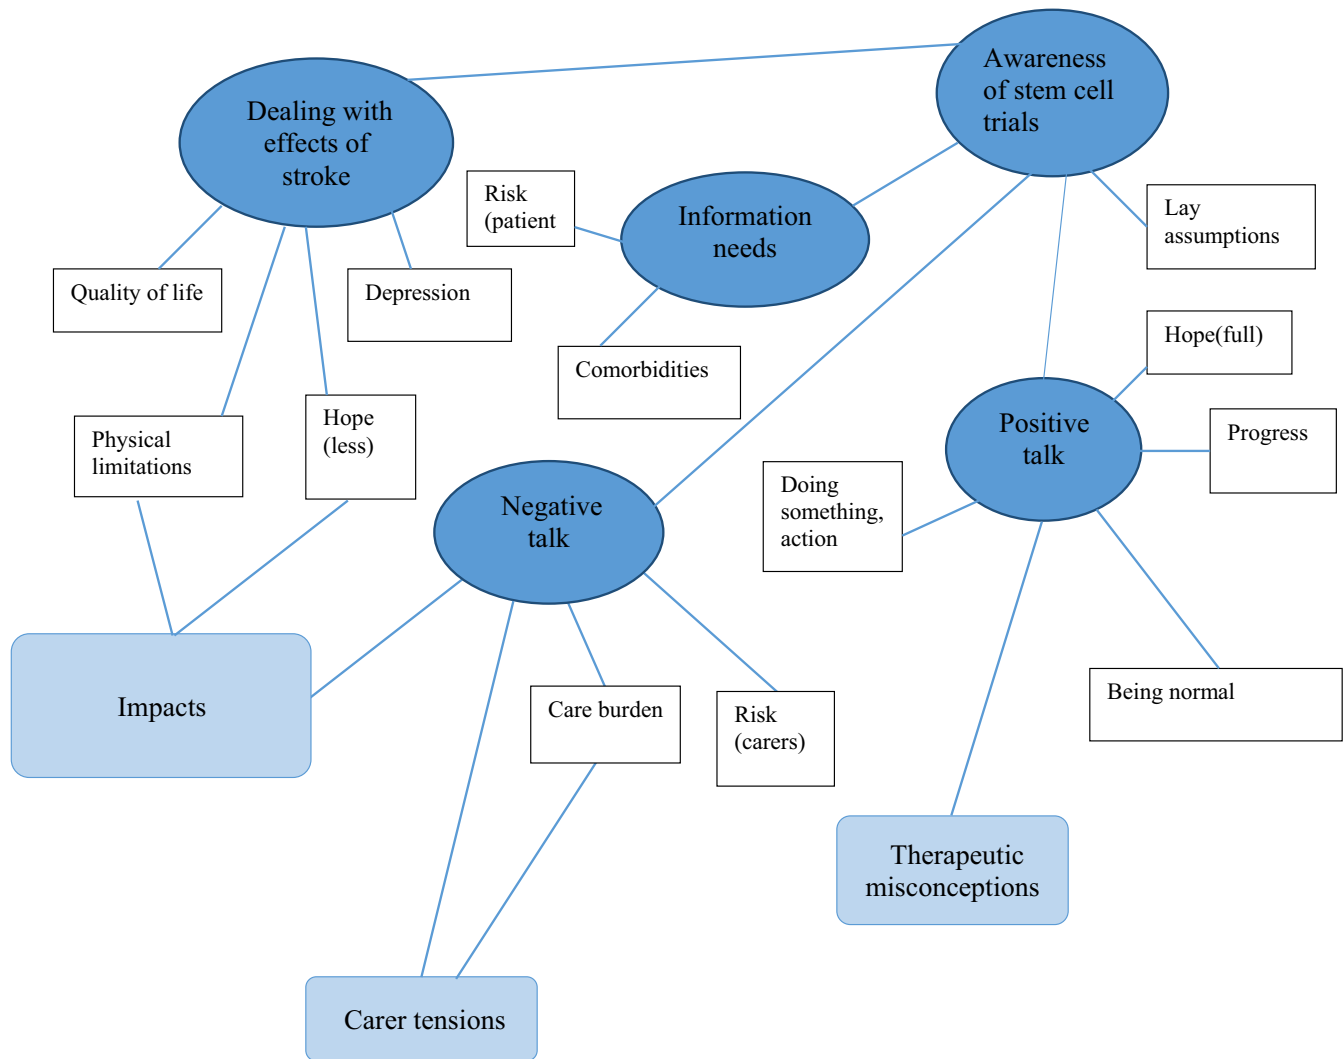 Awareness
of stem cell
trials
Dealing with
effects of
stroke
Risk
(patient
Information
needs
Lay
assumptions
Quality of life
Depression
Comorbidities
Hope(full)
Physical
limitations
Hope
(less)
Positive
talk
Progress
Negative
talk
Doing
something,
action
Impacts
Care burden
Risk
(carers)
Being normal
Therapeutic
misconceptions
Carer tensions